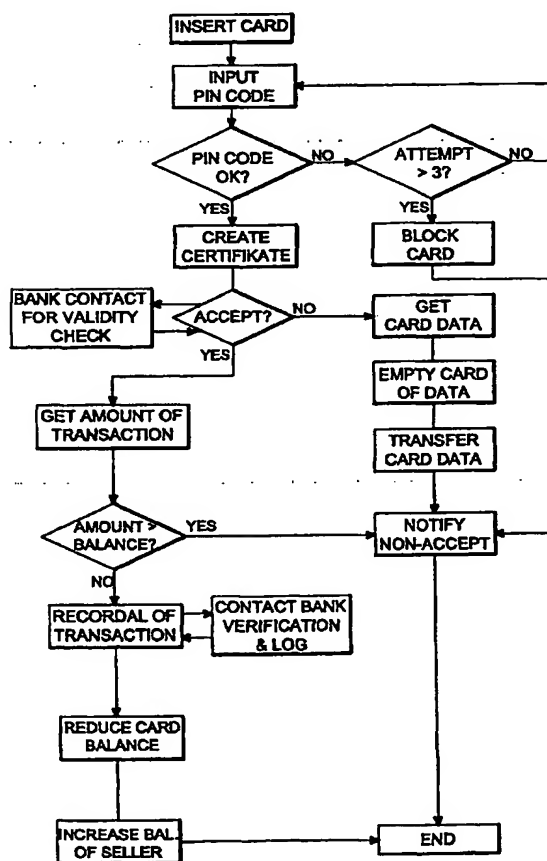 INSERT CARD
INPUT
PIN CODE
PIN CODE
OK?
NO
ATTEMPT
> 3?
NO
YES
YES
CREATE
CERTIFIKATE
BLOCK
CARD
BANK CONTACT
FOR VALIDITY
CHECK
ACCEPT?
NO
GET
CARD DATA
YES
EMPTY CARD
OF DATA
GET AMOUNT OF
TRANSACTION
TRANSFER
CARD DATA
AMOUNT >
BALANCE?
YES
NOTIFY
NON-ACCEPT
NO
RECORDAL OF
TRANSACTION
CONTACT BANK
VERIFICATION
& LOG
REDUCE CARD
BALANCE
INCREASE BAL.
OF SELLER
END